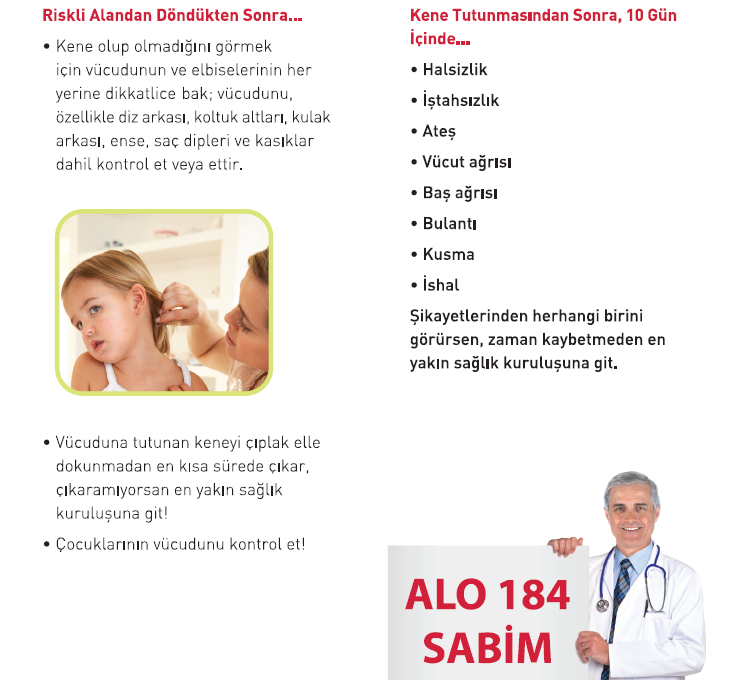 Riskli Alandan Döndükten Sonra...
• Kene olup olmadığını görmek
için vücudunun ve elbiselerinin her
yerine dikkatlice bak; vücudunu,
özellikle diz arkası, koltuk altları, kulak
arkası, ense, saç dipleri ve kasıklar
dahil kontrol et veya ettir.
• Vücuduna tutunan keneyi çıplak elle
dokunmadan en kısa sürede çıkar,
çıkaramıyorsan en yakın sağlık
kuruluşuna git!
• Çocuklarının vücudunu kontrol et!
Kene Tutunmasından Sonra, 10 Gün
İçinde...
• Halsizlik
• İştahsızlık
• Ateş
• Vücut ağrısı
• Baş ağrısı
• Bulantı
• Kusma
• İshal
Şikayetlerinden herhangi birini
görürsen, zaman kaybetmeden en
yakın sağlık kuruluşuna git.
ALO 184
SABİM